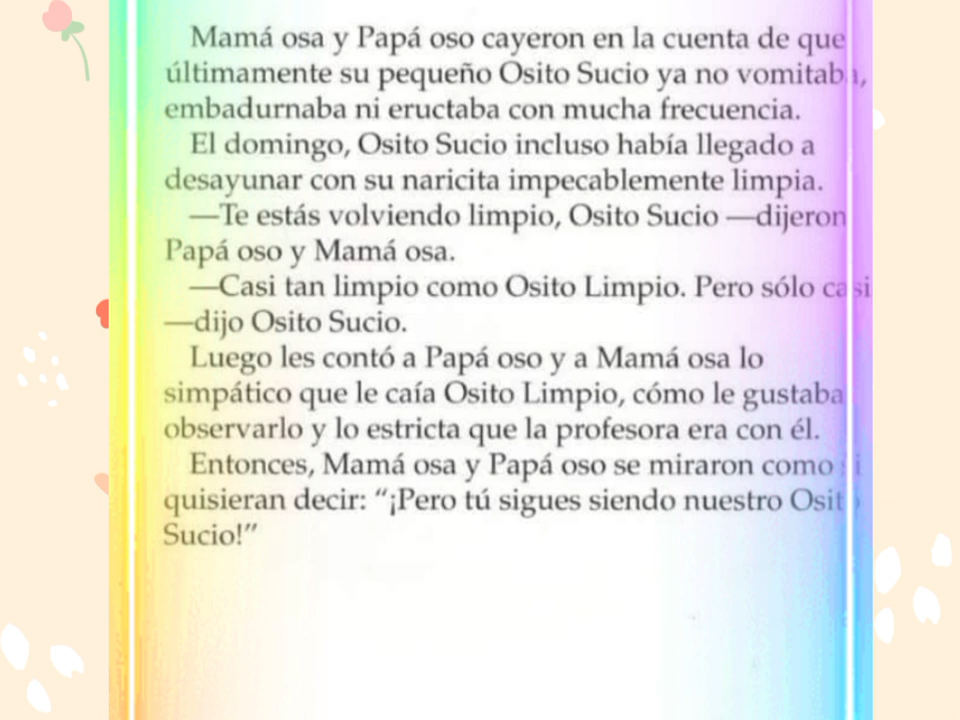 Mamá osa y Papá oso cayeron en la cuenta de que
últimamente su pequeño Osito Sucio ya no vomitaba,
embadurnaba ni eructaba con mucha frecuencia.
El domingo, Osito Sucio incluso había llegado a
desayunar con su naricita impecablemente limpia.
—Te estás volviendo limpio, Osito Sucio —dijeron
Papá oso y Mamá osa.
—Casi tan limpio como Osito Limpio. Pero sólo casi
—dijo Osito Sucio.
Luego les contó a Papá oso y a Mamá osa lo
simpático que le caía Osito Limpio, cómo le gustaba
observarlo y lo estricta que la profesora era con él.
Entonces, Mamá osa y Papá oso se miraron como si
quisieran decir: “¡Pero tú sigues siendo nuestro Osito
Sucio!”